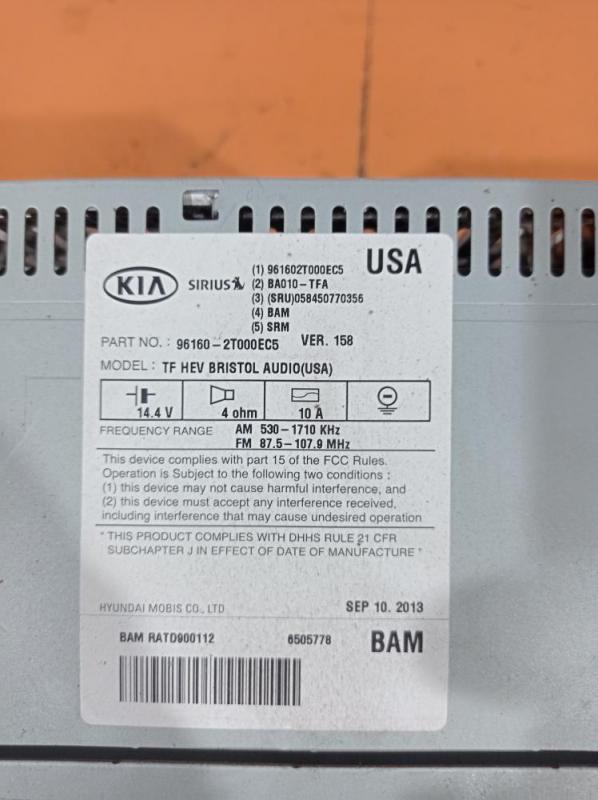 KIA
SIRIUS
(1) 961602T000EC5
USA
(2) BA010-TFA
(3) (SRU)058450770356
(4) BAM
(5) SRM
PART NO. : 96160-2T000EC5 VER. 158
MODEL : TF HEV BRISTOL AUDIO(USA)
14.4 V 4 ohm 10 A
FREQUENCY RANGE AM 530-1710 KHz
FM 87.5-107.9 MHz
This device complies with part 15 of the FCC Rules.
Operation is Subject to the following two conditions :
(1) this device may not cause harmful interference, and
(2) this device must accept any interference received,
including interference that may cause undesired operation
" THIS PRODUCT COMPLIES WITH DHHS RULE 21 CFR
SUBCHAPTER J IN EFFECT OF DATE OF MANUFACTURE "
HYUNDAI MOBIS CO., LTD SEP 10. 2013
BAM RATD900112 6505778 BAM